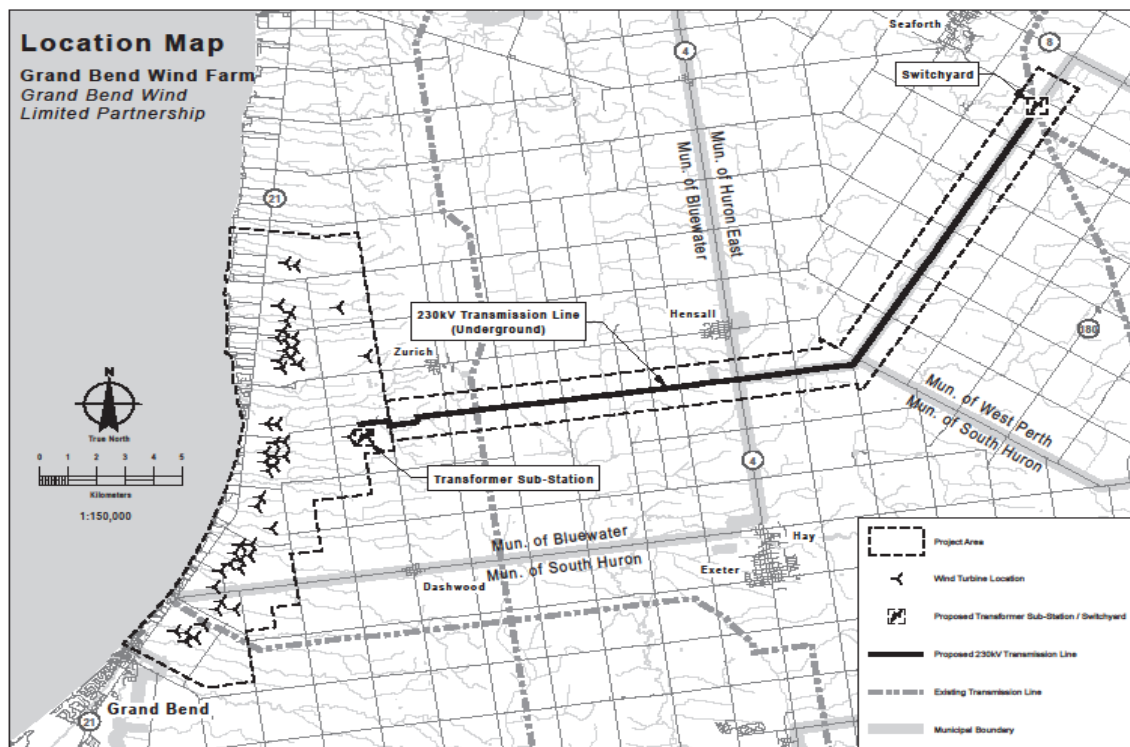 Location Map
Grand Bend Wind Farm
Grand Bend Wind
Limited Partnership
Seaforth
8
4
Switchyard
Mun. of Huron East
Mun. of Bluewater
21
230kV Transmission Line
(Underground)
Hensall
Zurich
180
N
True North
0 1 2 3 4 5
Kilometers
1:150,000
Mun. of West Perth
Mun. of South Huron
Transformer Sub-Station
4
Mun. of Bluewater
Mun. of South Huron
Dashwood
Hay
Exeter
Grand Bend
21
Project Area
Wind Turbine Location
Proposed Transformer Sub-Station / Switchyard
Proposed 230kV Transmission Line
Existing Transmission Line
Municipal Boundary